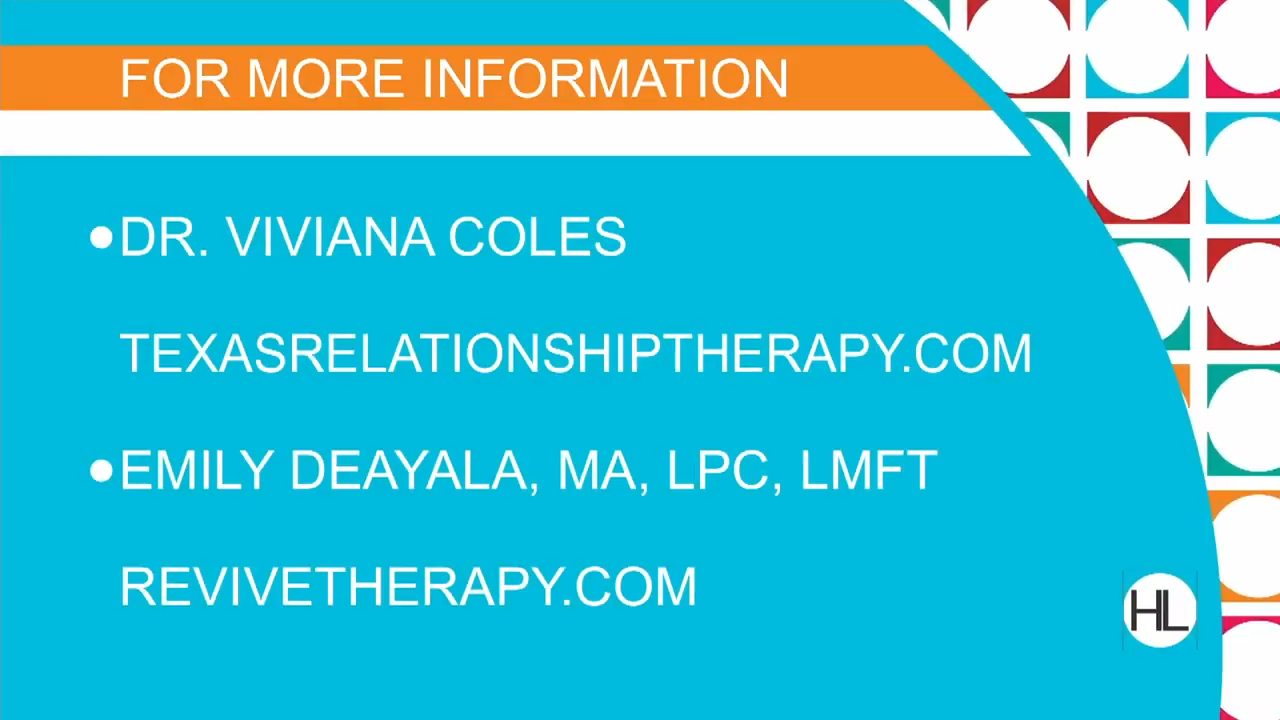 FOR MORE INFORMATION
•DR. VIVIANA COLES
TEXASRELATIONSHIPTHERAPY.COM
•EMILY DEAYALA, MA, LPC, LMFT
REVIVETHERAPY.COM
HL